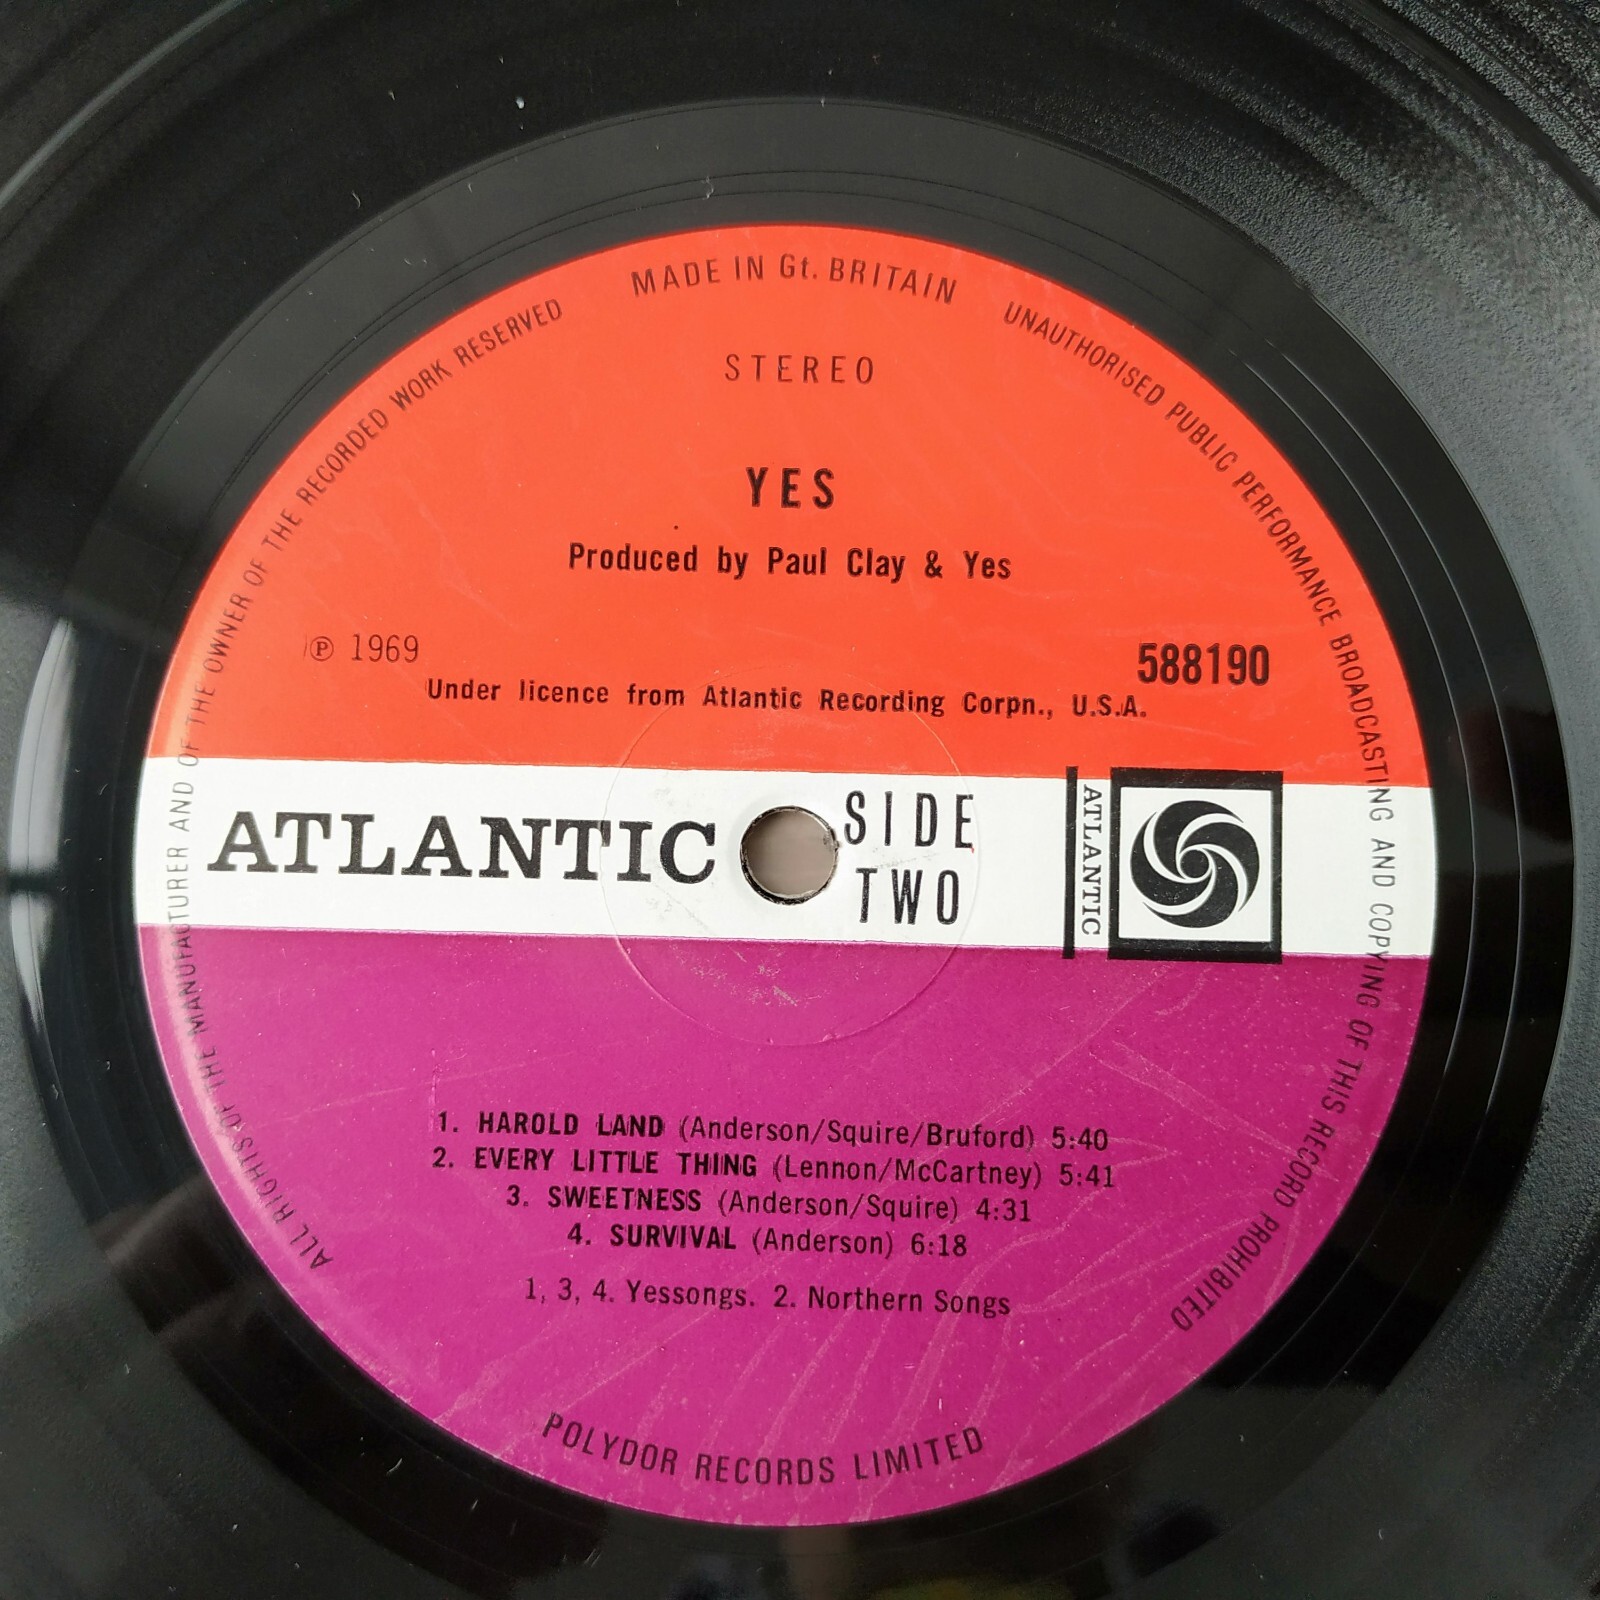 MADE IN Gt. BRITAIN
UNAUTHORISED PUBLIC PERFORMANCE BROADCASTING AND COPYING OF THIS RECORD PROHIBITED
ALL RIGHTS OF THE MANUFACTURER AND OF THE OWNER OF THE RECORDED WORK RESERVED
STEREO
YES
Produced by Paul Clay & Yes
℗ 1969
588190
Under licence from Atlantic Recording Corpn., U.S.A.
ATLANTIC
SIDE
TWO
ATLANTIC
1. HAROLD LAND (Anderson/Squire/Bruford) 5:40
2. EVERY LITTLE THING (Lennon/McCartney) 5:41
3. SWEETNESS (Anderson/Squire) 4:31
4. SURVIVAL (Anderson) 6:18
1, 3, 4. Yessongs. 2. Northern Songs
POLYDOR RECORDS LIMITED